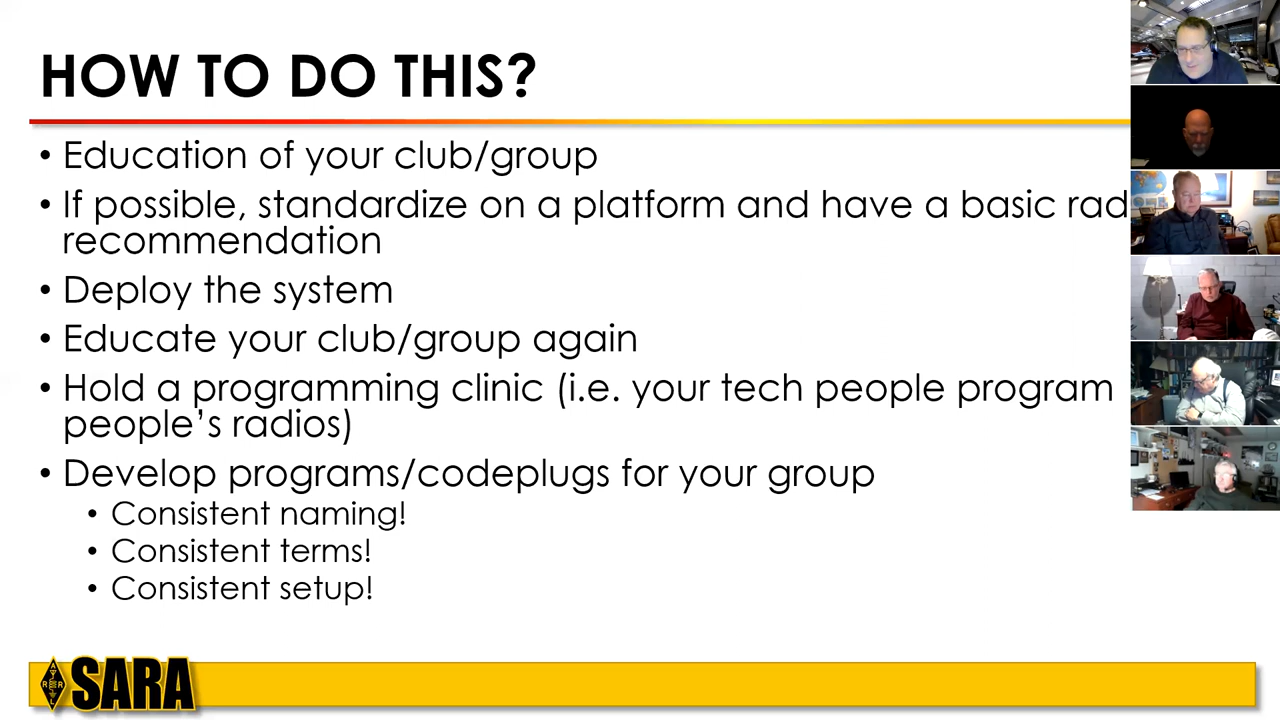 HOW TO DO THIS?
• Education of your club/group
• If possible, standardize on a platform and have a basic rad
recommendation
• Deploy the system
• Educate your club/group again
• Hold a programming clinic (i.e. your tech people program
people’s radios)
• Develop programs/codeplugs for your group
• Consistent naming!
• Consistent terms!
• Consistent setup!
SARA